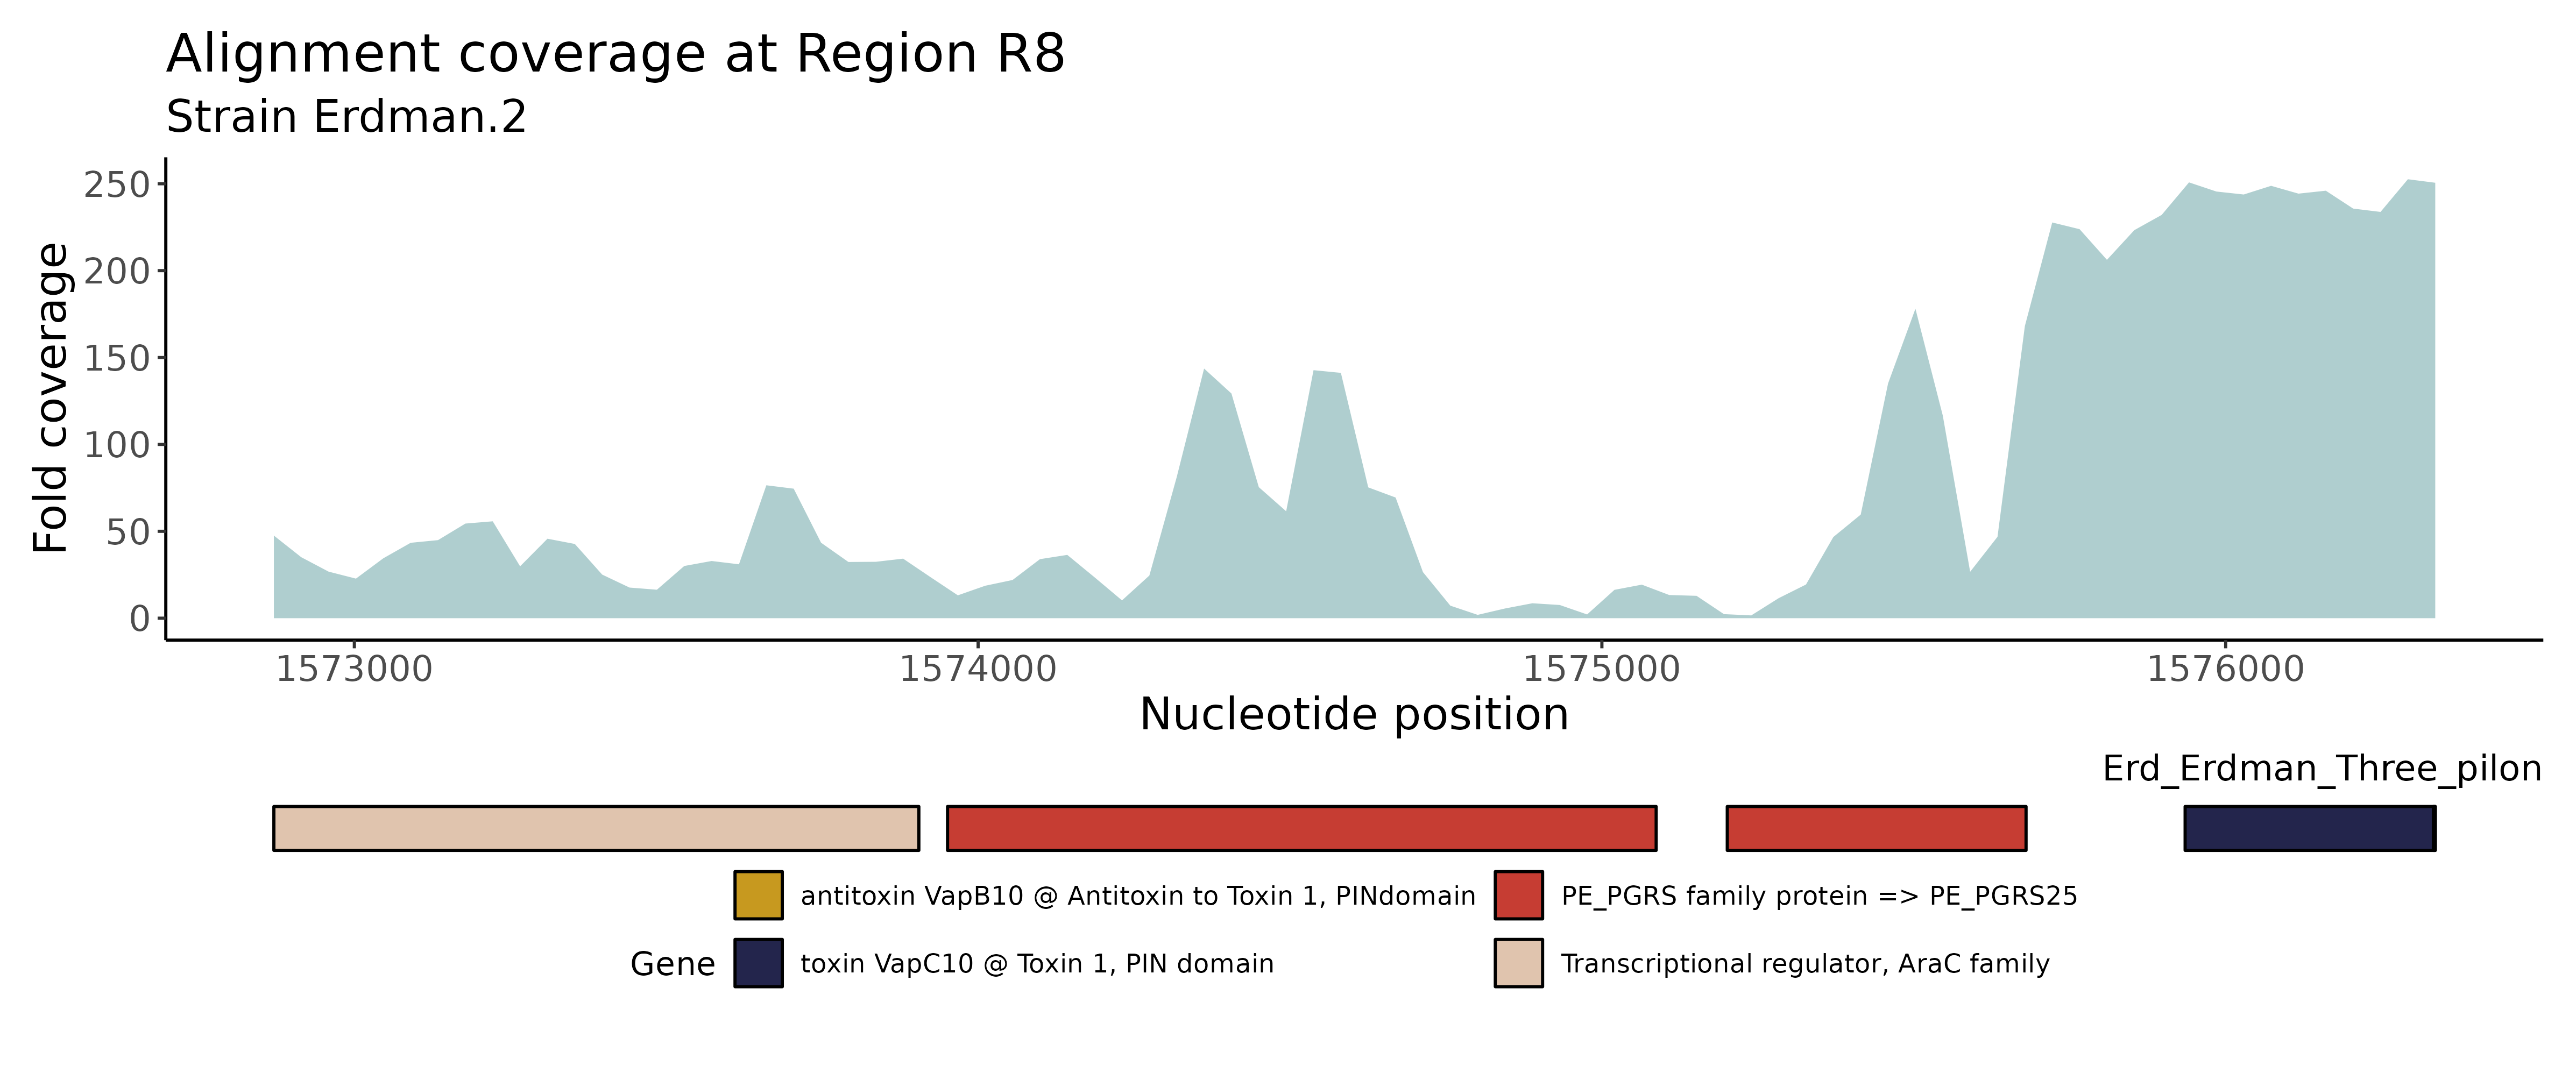 Alignment coverage at Region R8
Strain Erdman.2
Fold coverage
250
200
150
100
50
0
1573000 1574000 1575000 1576000
Nucleotide position
Erd_Erdman_Three_pilon
Gene
antitoxin VapB10 @ Antitoxin to Toxin 1, PINdomain
toxin VapC10 @ Toxin 1, PIN domain
PE_PGRS family protein => PE_PGRS25
Transcriptional regulator, AraC family